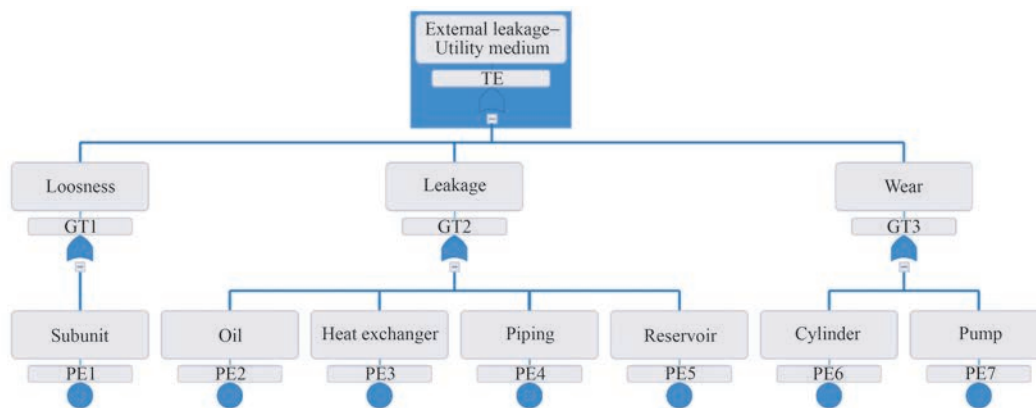 External leakage–
Utility medium
TE
Loosness
Leakage
Wear
GT1
GT2
GT3
Subunit
Oil
Heat exchanger
Piping
Reservoir
Cylinder
Pump
PE1
PE2
PE3
PE4
PE5
PE6
PE7